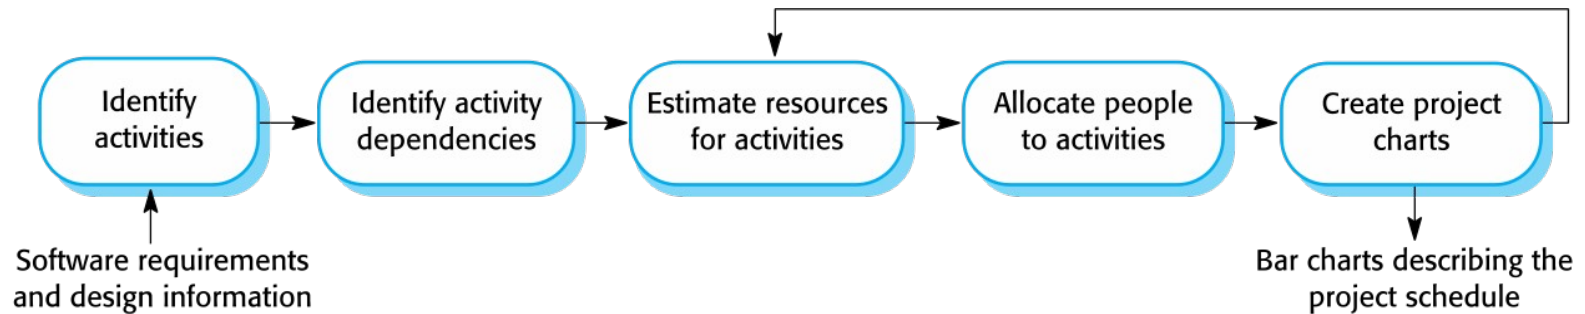 Identify
activities
Identify activity
dependencies
Estimate resources
for activities
Allocate people
to activities
Create project
charts
Software requirements
and design information
Bar charts describing the
project schedule